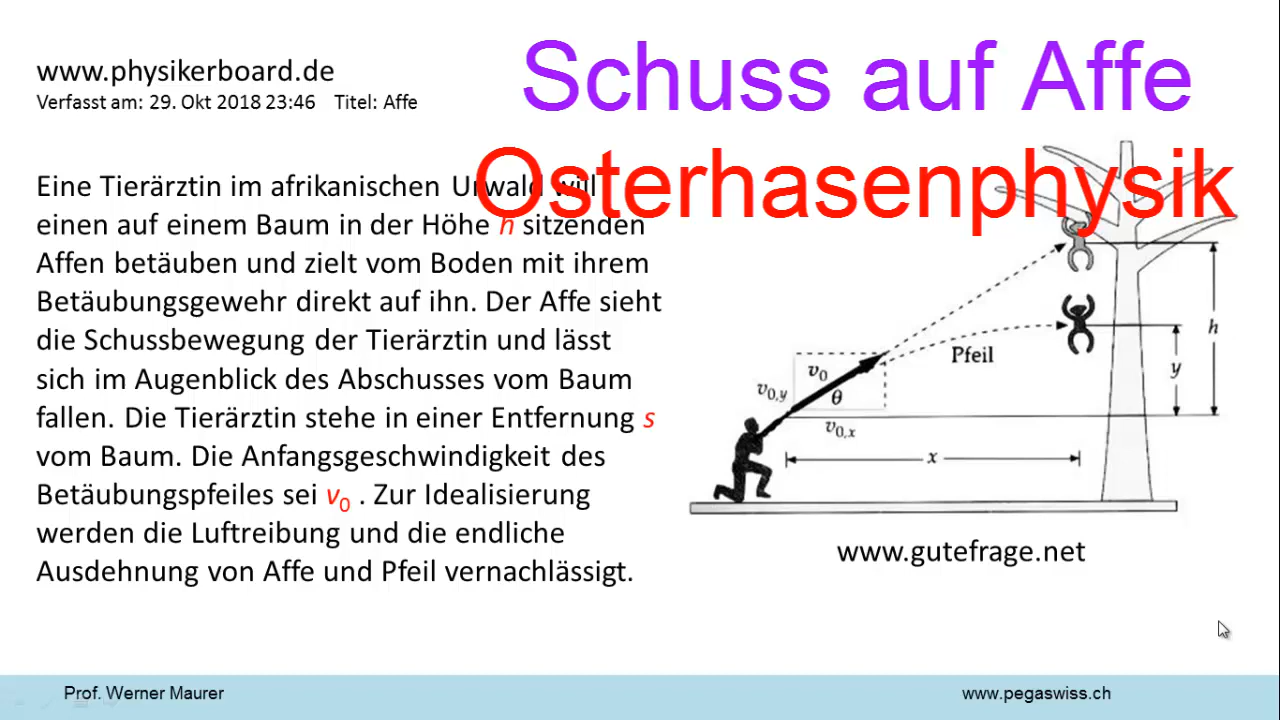 Schuss auf Affe
www.physikerboard.de
Verfasst am: 29. Okt 2018 23:46 Titel: Affe
Osterhasenphysik
Eine Tierärztin im afrikanischen Urwald will
einen auf einem Baum in der Höhe h sitzenden
Affen betäuben und zielt vom Boden mit ihrem
Betäubungsgewehr direkt auf ihn. Der Affe sieht
die Schussbewegung der Tierärztin und lässt
sich im Augenblick des Abschusses vom Baum
fallen. Die Tierärztin stehe in einer Entfernung s
vom Baum. Die Anfangsgeschwindigkeit des
Betäubungspfeiles sei v₀ . Zur Idealisierung
werden die Luftreibung und die endliche
Ausdehnung von Affe und Pfeil vernachlässigt.
h
Pfeil
y
v₀
v₀,y
θ
v₀,x
x
www.gutefrage.net
Prof. Werner Maurer
www.pegaswiss.ch